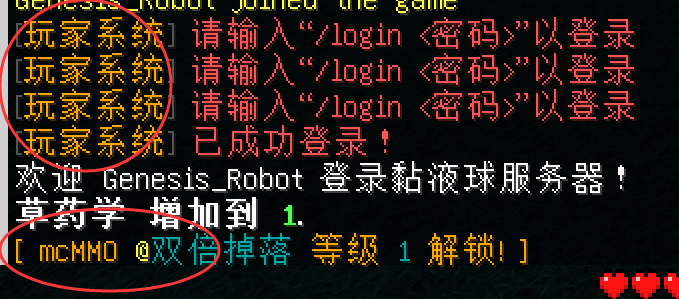 Genesis_Robot joined the game
[玩家系统] 请输入“/login <密码>”以登录
[玩家系统] 请输入“/login <密码>”以登录
[玩家系统] 请输入“/login <密码>”以登录
[玩家系统] 已成功登录！
欢迎 Genesis_Robot 登录黏液球服务器！
草药学 增加到 1.
[ mcMMO @双倍掉落 等级 1 解锁! ]